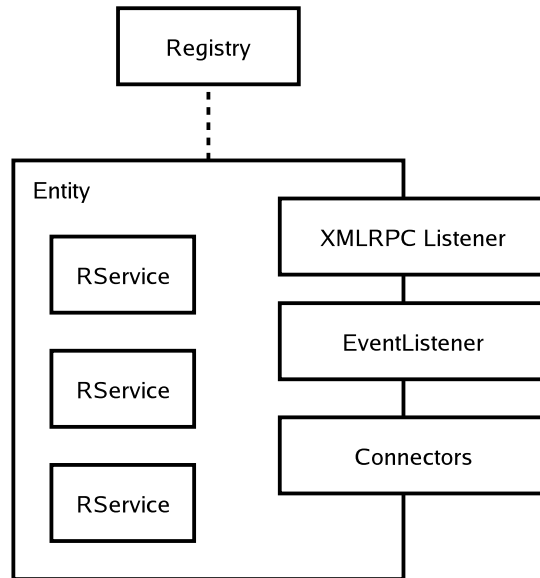 Registry
Entity
XMLRPC Listener
RService
EventListener
RService
Connectors
RService